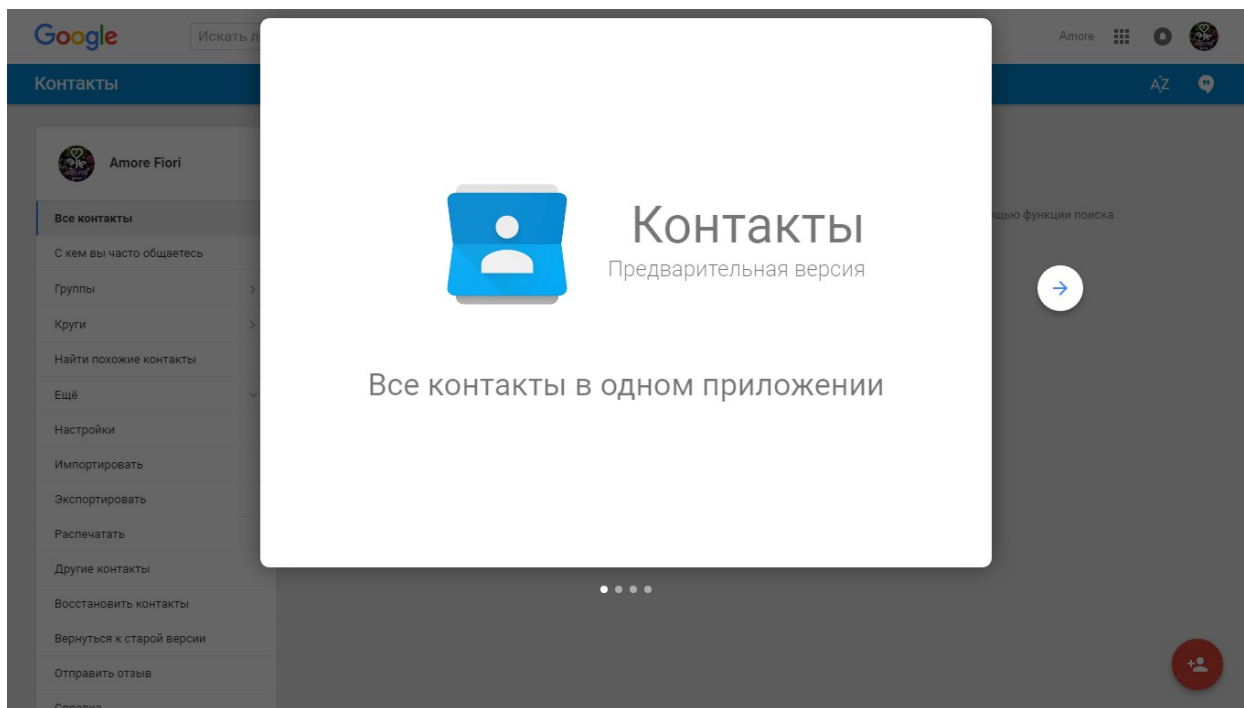 Google
Искать л
Amore
Контакты
AZ
Amore Fiori
Все контакты
С кем вы часто общаетесь
Группы
Круги
Найти похожие контакты
Ещё
Настройки
Импортировать
Экспортировать
Распечатать
Другие контакты
Восстановить контакты
Вернуться к старой версии
Отправить отзыв
Справка
Контакты
Предварительная версия
Все контакты в одном приложении
щью функции поиска